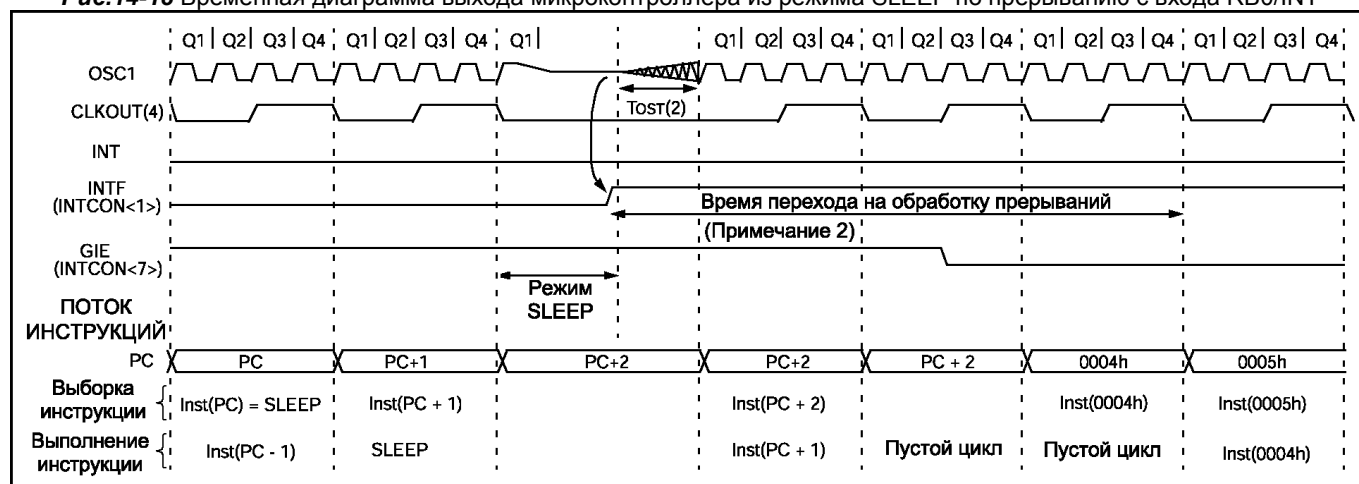 Рис.14-18 Временная диаграмма выхода микроконтроллера из режима SLEEP по прерыванию с входа RB0/INT
Q1 Q2 Q3 Q4 Q1 Q2 Q3 Q4 Q1 Q1 Q2 Q3 Q4 Q1 Q2 Q3 Q4 Q1 Q2 Q3 Q4 Q1 Q2 Q3 Q4
OSC1
CLKOUT(4)
TOST(2)
INT
INTF
(INTCON<1>)
Время перехода на обработку прерываний
(Примечание 2)
GIE
(INTCON<7>)
Режим
SLEEP
ПОТОК
ИНСТРУКЦИЙ
PC PC PC+1 PC+2 PC+2 PC + 2 0004h 0005h
Выборка
инструкции
Inst(PC) = SLEEP Inst(PC + 1) Inst(PC + 2) Inst(0004h) Inst(0005h)
Выполнение
инструкции
Inst(PC - 1) SLEEP Inst(PC + 1) Пустой цикл Пустой цикл Inst(0004h)